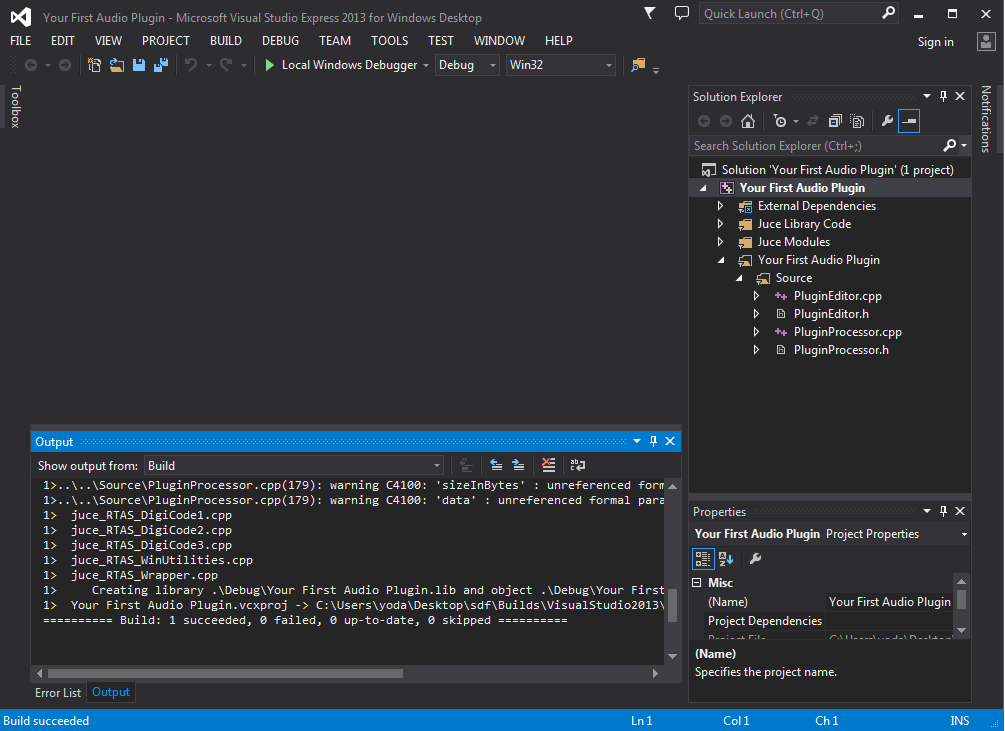 Your First Audio Plugin - Microsoft Visual Studio Express 2013 for Windows Desktop
Quick Launch (Ctrl+Q)
FILE EDIT VIEW PROJECT BUILD DEBUG TEAM TOOLS TEST WINDOW HELP
Sign in
Local Windows Debugger Debug Win32
Toolbox
Solution Explorer
Search Solution Explorer (Ctrl+;)
Solution 'Your First Audio Plugin' (1 project)
Your First Audio Plugin
External Dependencies
Juce Library Code
Juce Modules
Your First Audio Plugin
Source
PluginEditor.cpp
PluginEditor.h
PluginProcessor.cpp
PluginProcessor.h
Notifications
Output
Show output from: Build
1>..\..\Source\PluginProcessor.cpp(179): warning C4100: 'sizeInBytes' : unreferenced form
1>..\..\Source\PluginProcessor.cpp(179): warning C4100: 'data' : unreferenced formal para
1> juce_RTAS_DigiCode1.cpp
1> juce_RTAS_DigiCode2.cpp
1> juce_RTAS_DigiCode3.cpp
1> juce_RTAS_WinUtilities.cpp
1> juce_RTAS_Wrapper.cpp
1> Creating library .\Debug\Your First Audio Plugin.lib and object .\Debug\Your First
1> Your First Audio Plugin.vcxproj -> C:\Users\yoda\Desktop\sdf\Builds\VisualStudio2013\
========== Build: 1 succeeded, 0 failed, 0 up-to-date, 0 skipped ==========
Error List Output
Properties
Your First Audio Plugin Project Properties
Misc
(Name) Your First Audio Plugin
Project Dependencies
Project File C:\Users\yoda\Desktop\
(Name)
Specifies the project name.
Build succeeded Ln 1 Col 1 Ch 1 INS